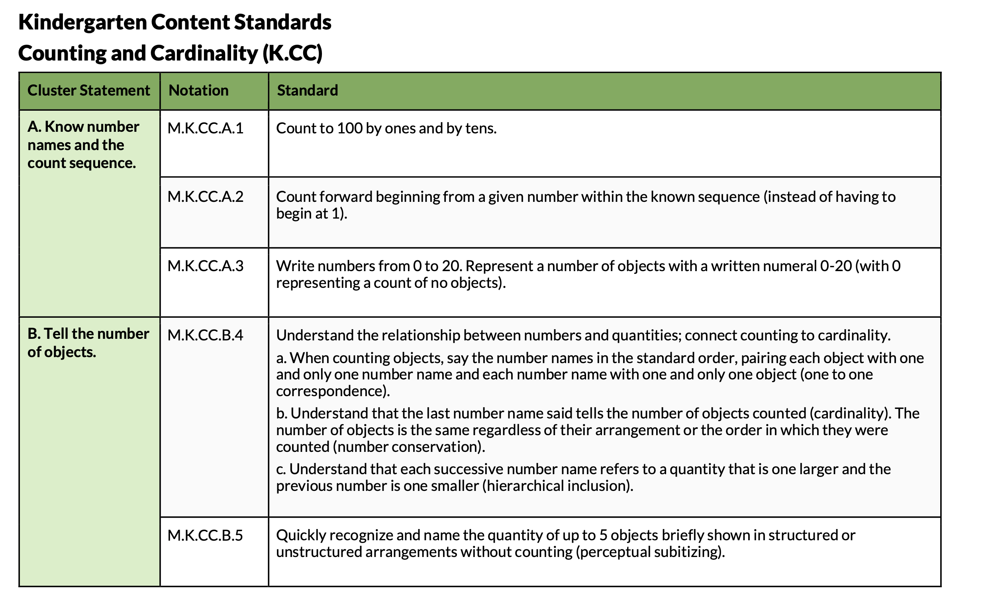 Kindergarten Content Standards
Counting and Cardinality (K.CC)
Cluster Statement
Notation
Standard
A. Know number
names and the
count sequence.
M.K.CC.A.1
Count to 100 by ones and by tens.
M.K.CC.A.2
Count forward beginning from a given number within the known sequence (instead of having to
begin at 1).
M.K.CC.A.3
Write numbers from 0 to 20. Represent a number of objects with a written numeral 0-20 (with 0
representing a count of no objects).
B. Tell the number
of objects.
M.K.CC.B.4
Understand the relationship between numbers and quantities; connect counting to cardinality.
a. When counting objects, say the number names in the standard order, pairing each object with one
and only one number name and each number name with one and only one object (one to one
correspondence).
b. Understand that the last number name said tells the number of objects counted (cardinality). The
number of objects is the same regardless of their arrangement or the order in which they were
counted (number conservation).
c. Understand that each successive number name refers to a quantity that is one larger and the
previous number is one smaller (hierarchical inclusion).
M.K.CC.B.5
Quickly recognize and name the quantity of up to 5 objects briefly shown in structured or
unstructured arrangements without counting (perceptual subitizing).